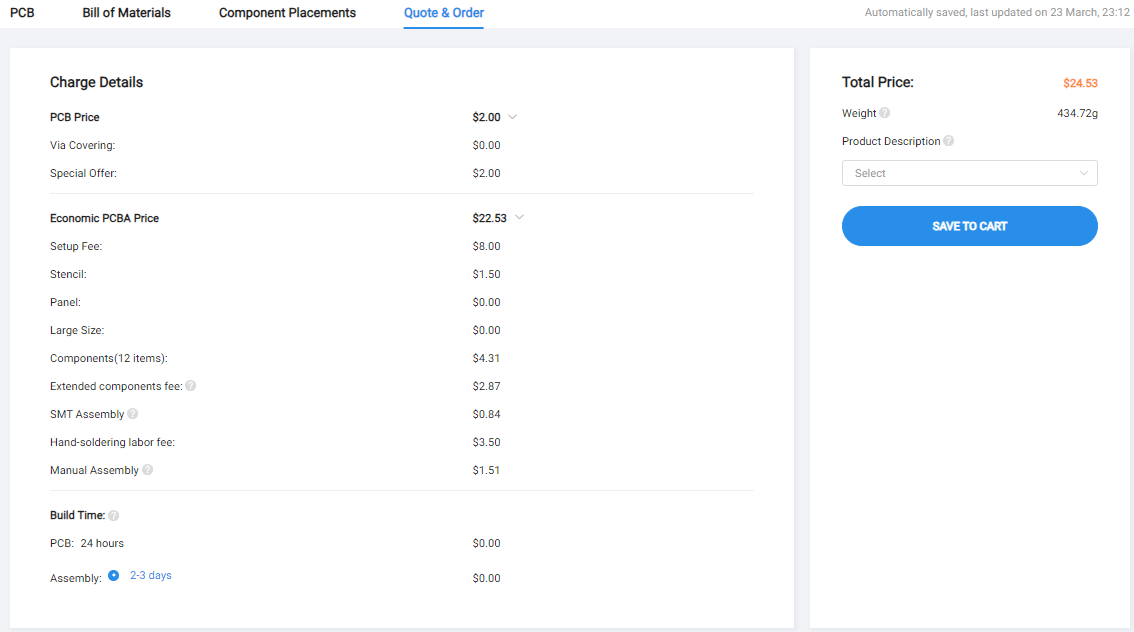 PCB Bill of Materials Component Placements Quote & Order Automatically saved, last updated on 23 March, 23:12
Charge Details
PCB Price $2.00
Via Covering: $0.00
Special Offer: $2.00
Economic PCBA Price $22.53
Setup Fee: $8.00
Stencil: $1.50
Panel: $0.00
Large Size: $0.00
Components(12 items): $4.31
Extended components fee: ? $2.87
SMT Assembly ? $0.84
Hand-soldering labor fee: $3.50
Manual Assembly ? $1.51
Build Time: ?
PCB: 24 hours $0.00
Assembly: 2-3 days $0.00
Total Price: $24.53
Weight ? 434.72g
Product Description ?
Select
SAVE TO CART